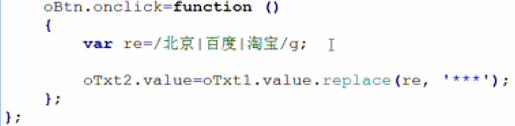 oBtn.onclick=function ()
{
var re=/北京|百度|淘宝/g;
oTxt2.value=oTxt1.value.replace(re, '***');
};
};